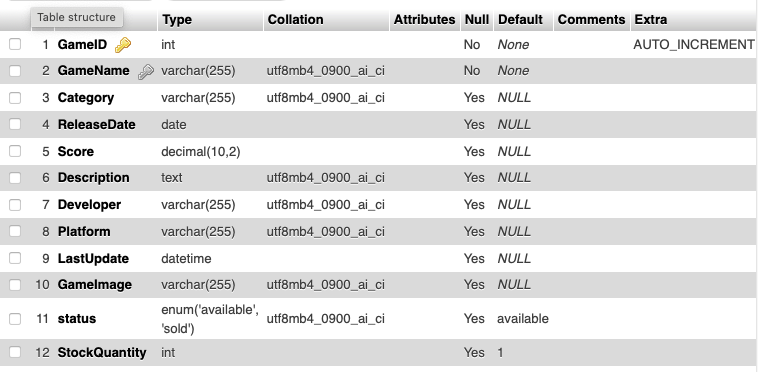 Table structure
Type Collation Attributes Null Default Comments Extra
1 GameID int No None AUTO_INCREMENT
2 GameName varchar(255) utf8mb4_0900_ai_ci No None
3 Category varchar(255) utf8mb4_0900_ai_ci Yes NULL
4 ReleaseDate date Yes NULL
5 Score decimal(10,2) Yes NULL
6 Description text utf8mb4_0900_ai_ci Yes NULL
7 Developer varchar(255) utf8mb4_0900_ai_ci Yes NULL
8 Platform varchar(255) utf8mb4_0900_ai_ci Yes NULL
9 LastUpdate datetime Yes NULL
10 GameImage varchar(255) utf8mb4_0900_ai_ci Yes NULL
11 status enum('available', 'sold') utf8mb4_0900_ai_ci Yes available
12 StockQuantity int Yes 1